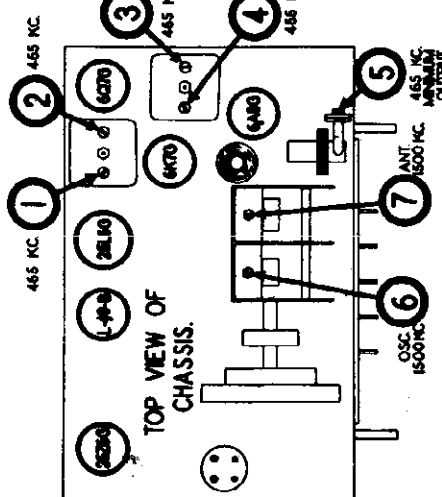 465 KC.
465 KC.
465 K
465
1
2
3
4
6Q7G
25L6G
6K7G
6A8G
L-49-B
25Z6G
TOP VIEW OF
CHASSIS.
5
6
7
OSC.
1500 KC
ANT.
1500 KC.
465 KC.
MINIMUM
OUTPUT